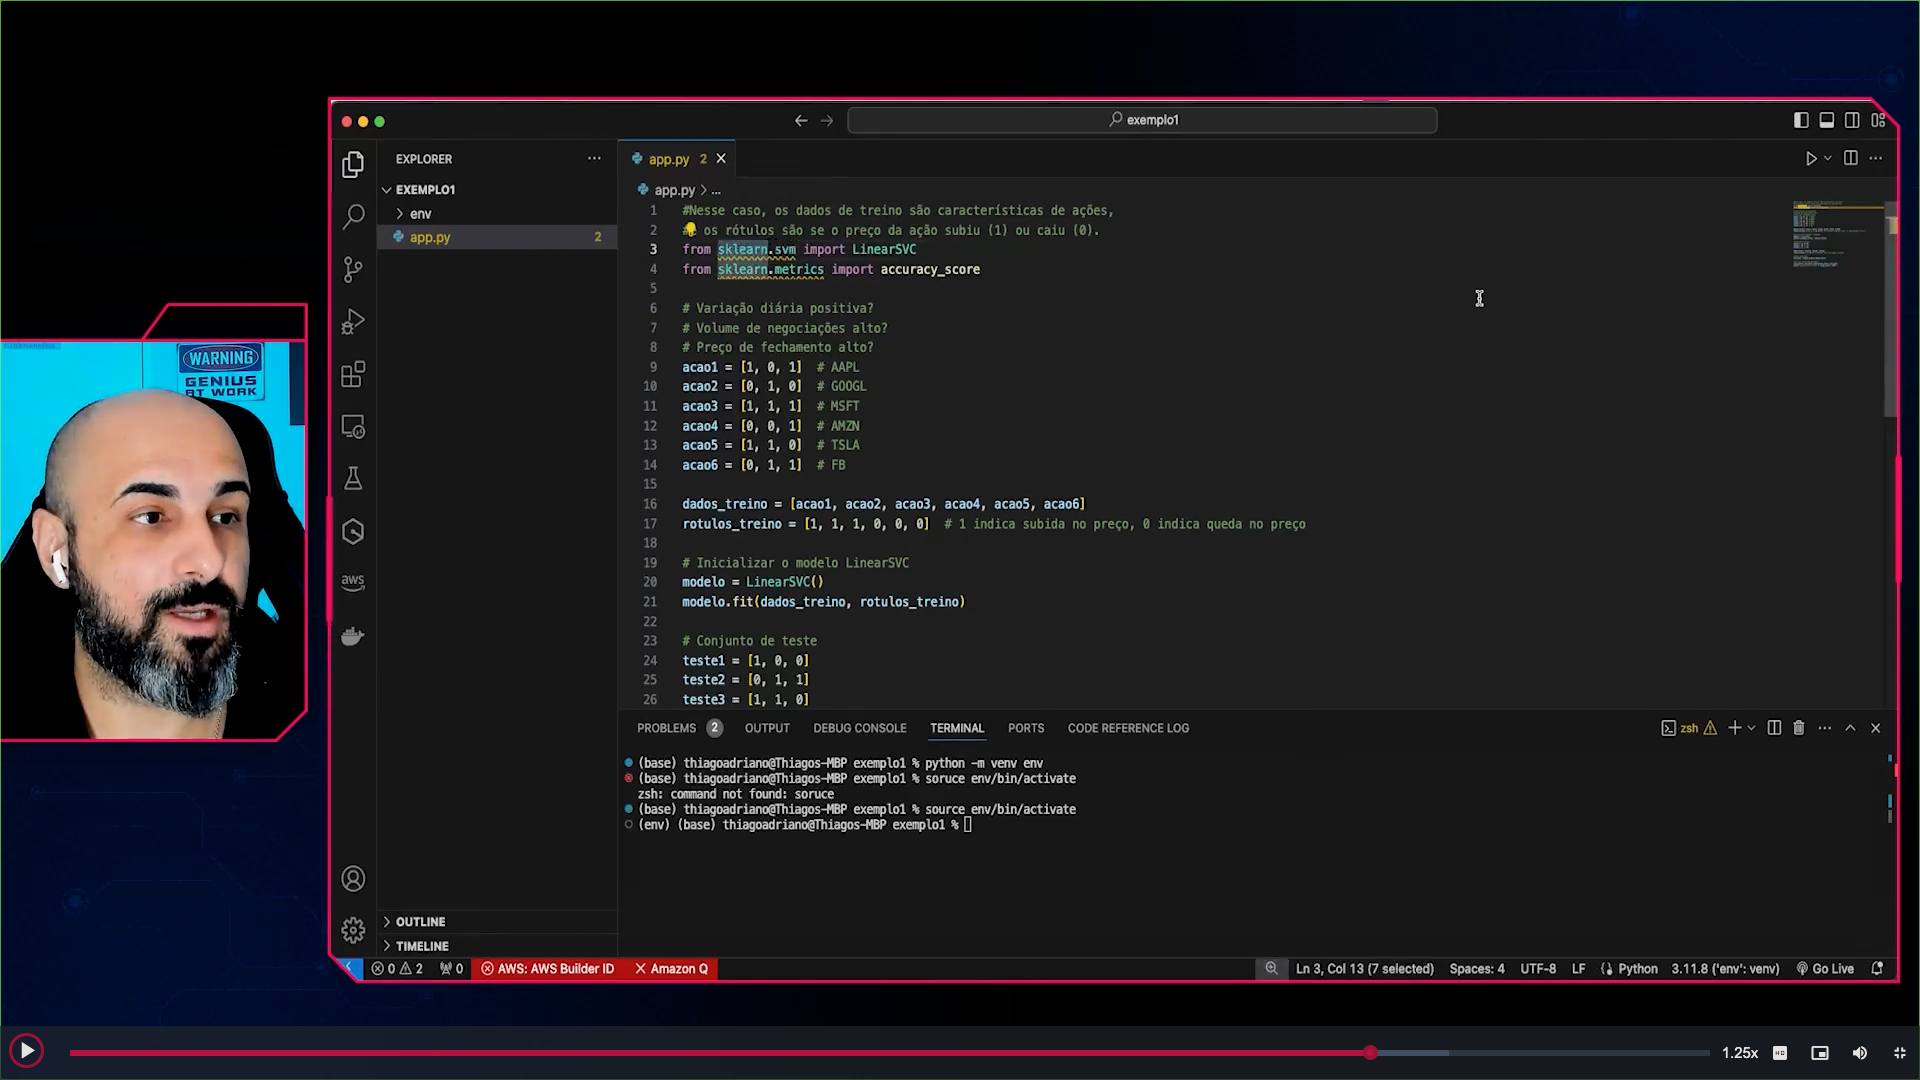 exemplo1
EXPLORER
EXEMPLO1
env
app.py 2
app.py 2
app.py > ...
1 #Nesse caso, os dados de treino são características de ações,
2 os rótulos são se o preço da ação subiu (1) ou caiu (0).
3 from sklearn.svm import LinearSVC
4 from sklearn.metrics import accuracy_score
5
6 # Variação diária positiva?
7 # Volume de negociações alto?
8 # Preço de fechamento alto?
9 acao1 = [1, 0, 1] # AAPL
10 acao2 = [0, 1, 0] # GOOGL
11 acao3 = [1, 1, 1] # MSFT
12 acao4 = [0, 0, 1] # AMZN
13 acao5 = [1, 1, 0] # TSLA
14 acao6 = [0, 1, 1] # FB
15
16 dados_treino = [acao1, acao2, acao3, acao4, acao5, acao6]
17 rotulos_treino = [1, 1, 1, 0, 0, 0] # 1 indica subida no preço, 0 indica queda no preço
18
19 # Inicializar o modelo LinearSVC
20 modelo = LinearSVC()
21 modelo.fit(dados_treino, rotulos_treino)
22
23 # Conjunto de teste
24 teste1 = [1, 0, 0]
25 teste2 = [0, 1, 1]
26 teste3 = [1, 1, 0]
aws
WARNING
GENIUS
AT WORK
PROBLEMS 2 OUTPUT DEBUG CONSOLE TERMINAL PORTS CODE REFERENCE LOG
zsh
(base) thiagoadriano@Thiagos-MBP exemplo1 % python -m venv env
(base) thiagoadriano@Thiagos-MBP exemplo1 % soruce env/bin/activate
zsh: command not found: soruce
(base) thiagoadriano@Thiagos-MBP exemplo1 % source env/bin/activate
(env) (base) thiagoadriano@Thiagos-MBP exemplo1 %
OUTLINE
TIMELINE
0 2 0 AWS: AWS Builder ID Amazon Q
Ln 3, Col 13 (7 selected) Spaces: 4 UTF-8 LF Python 3.11.8 ('env': venv) Go Live
1.25x